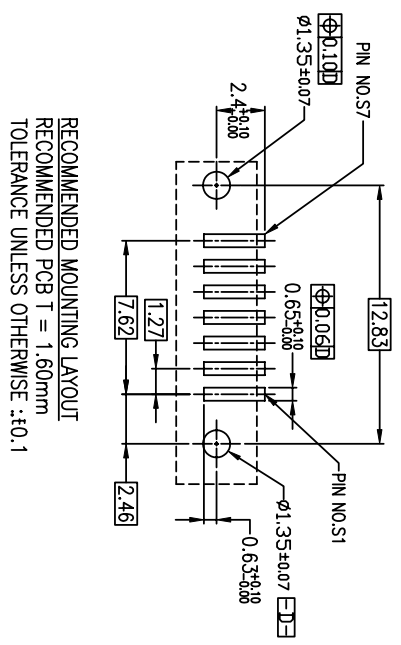 PIN NO.S7
⌖0.10D
Ø1.35±0.07
2.4+0.10
-0.00
12.83
⌖0.06D
0.65+0.10
-0.00
PIN NO.S1
Ø1.35±0.07 -D-
0.63+0.10
-0.00
1.27
7.62
2.46
RECOMMENDED MOUNTING LAYOUT
RECOMMENDED PCB T = 1.60mm
TOLERANCE UNLESS OTHERWISE :±0.1